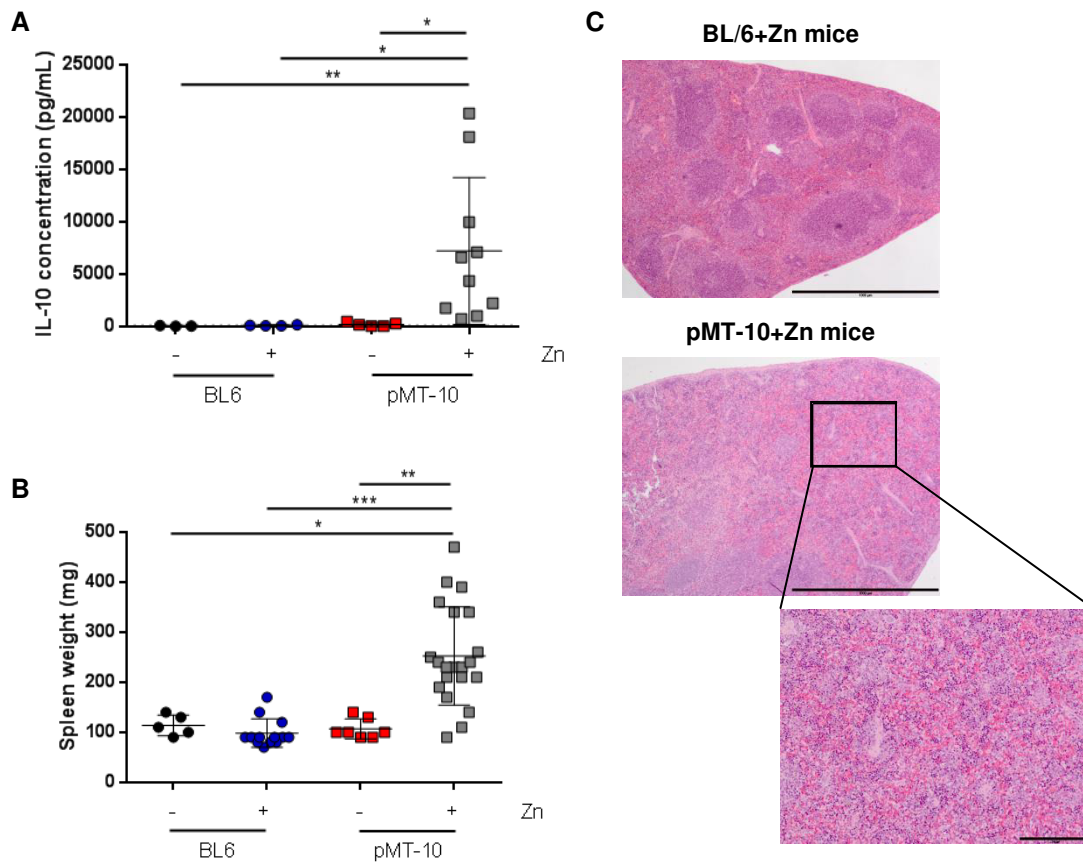 A
*
*
**
IL-10 concentration (pg/mL)
25000
20000
15000
10000
5000
0
- + - + Zn
BL6 pMT-10
B
**
***
*
Spleen weight (mg)
500
400
300
200
100
0
- + - + Zn
BL6 pMT-10
C
BL/6+Zn mice
pMT-10+Zn mice